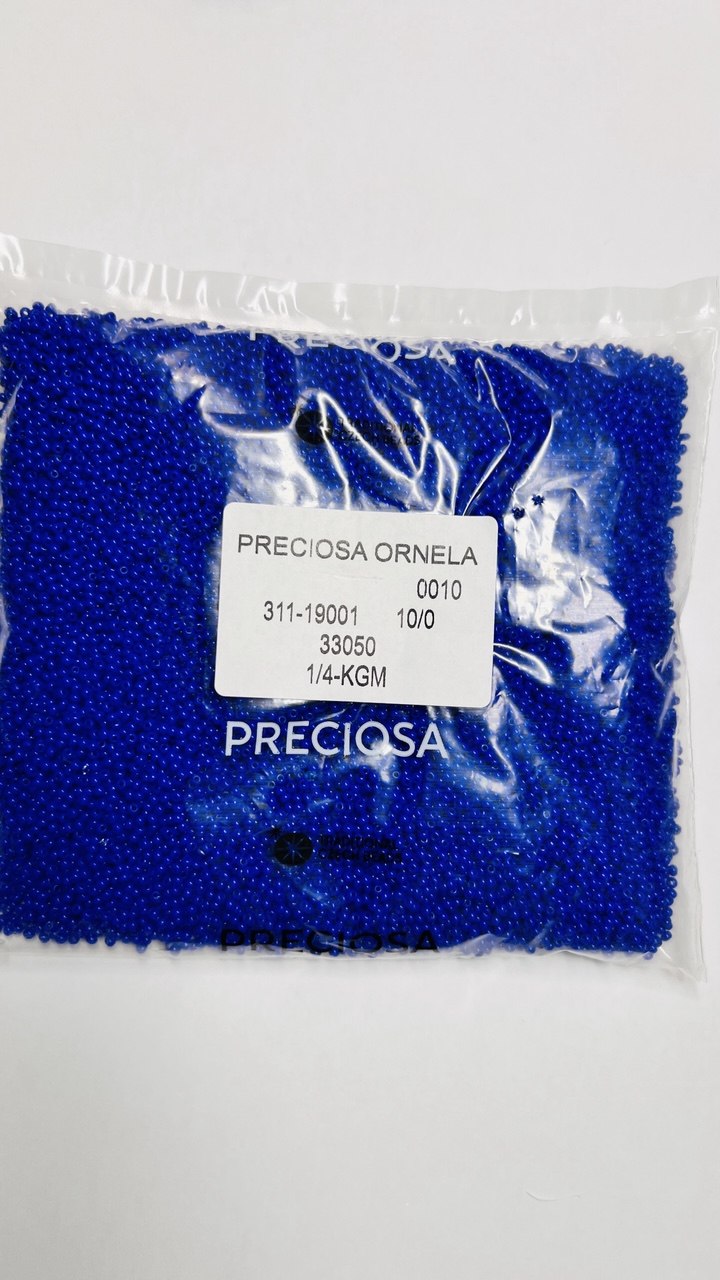 PRECIOSA
PRECIOSA ORNELA
0010
311-19001 10/0
33050
1/4-KGM
PRECIOSA
PRECIOSA